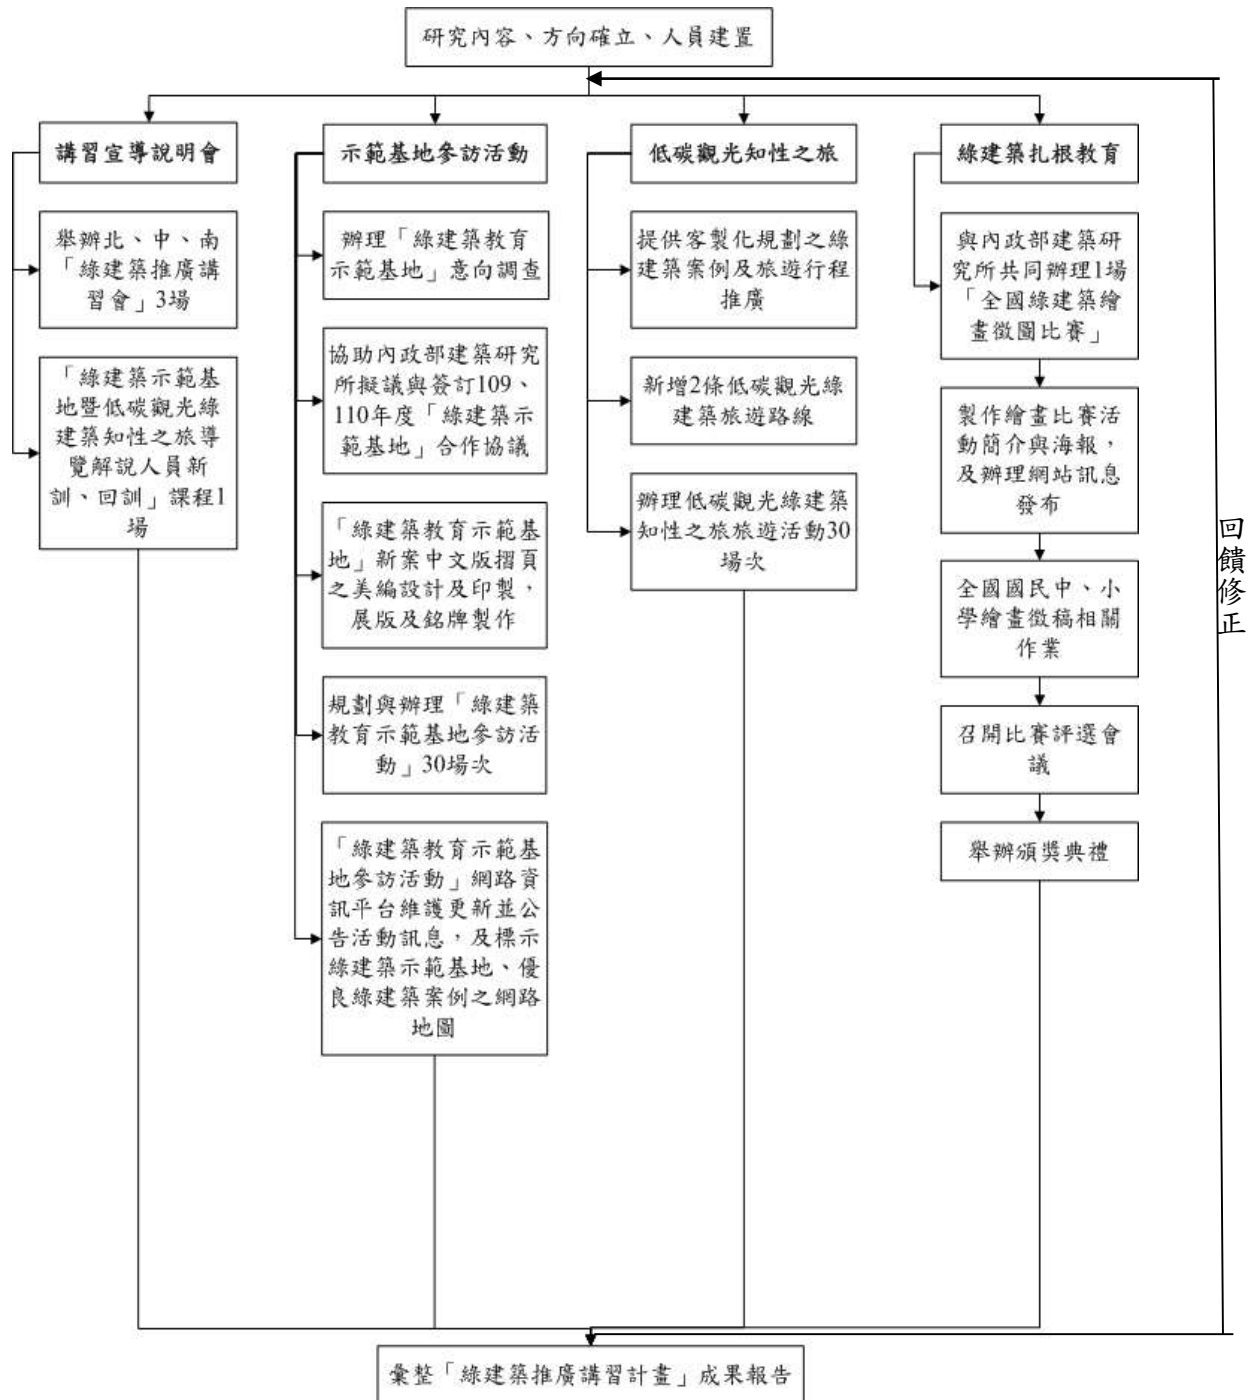 研究內容、方向確立、人員建置
講習宣導說明會
舉辦北、中、南
「綠建築推廣講
習會」3場
「綠建築示範基
地暨低碳觀光綠
建築知性之旅導
覽解說人員新
訓、回訓」課程1
場
示範基地參訪活動
辦理「綠建築教育
示範基地」意向調查
協助內政部建築研究
所擬議與簽訂109、
110年度「綠建築示
範基地」合作協議
「綠建築教育示範基
地」新案中文版摺頁
之美編設計及印製，
展版及銘牌製作
規劃與辦理「綠建築
教育示範基地參訪活
動」30場次
「綠建築教育示範基
地參訪活動」網路資
訊平台維護更新並公
告活動訊息，及標示
綠建築示範基地、優
良綠建築案例之網路
地圖
低碳觀光知性之旅
提供客製化規劃之綠
建築案例及旅遊行程
推廣
新增2條低碳觀光綠
建築旅遊路線
辦理低碳觀光綠建築
知性之旅旅遊活動30
場次
綠建築扎根教育
與內政部建築研
究所共同辦理1場
「全國綠建築繪
畫徵圖比賽」
製作繪畫比賽活
動簡介與海報，
及辦理網站訊息
發布
全國國民中、小
學繪畫徵稿相關
作業
召開比賽評選會
議
舉辦頒獎典禮
回饋修正
彙整「綠建築推廣講習計畫」成果報告